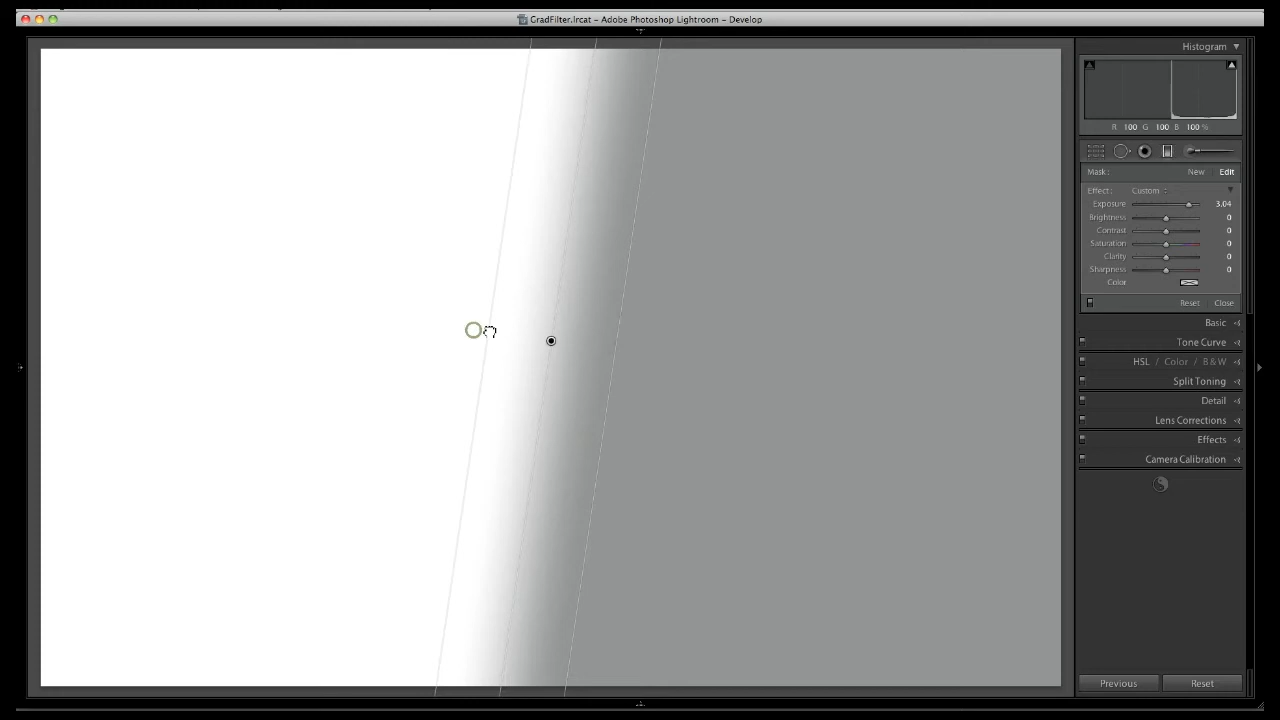 GradFilter.lrcat – Adobe Photoshop Lightroom – Develop
Histogram
R 100 G 100 B 100 %
Mask : New Edit
Effect : Custom
Exposure 3.04
Brightness 0
Contrast 0
Saturation 0
Clarity 0
Sharpness 0
Color
Reset Close
Basic
Tone Curve
HSL / Color / B & W
Split Toning
Detail
Lens Corrections
Effects
Camera Calibration
Previous Reset